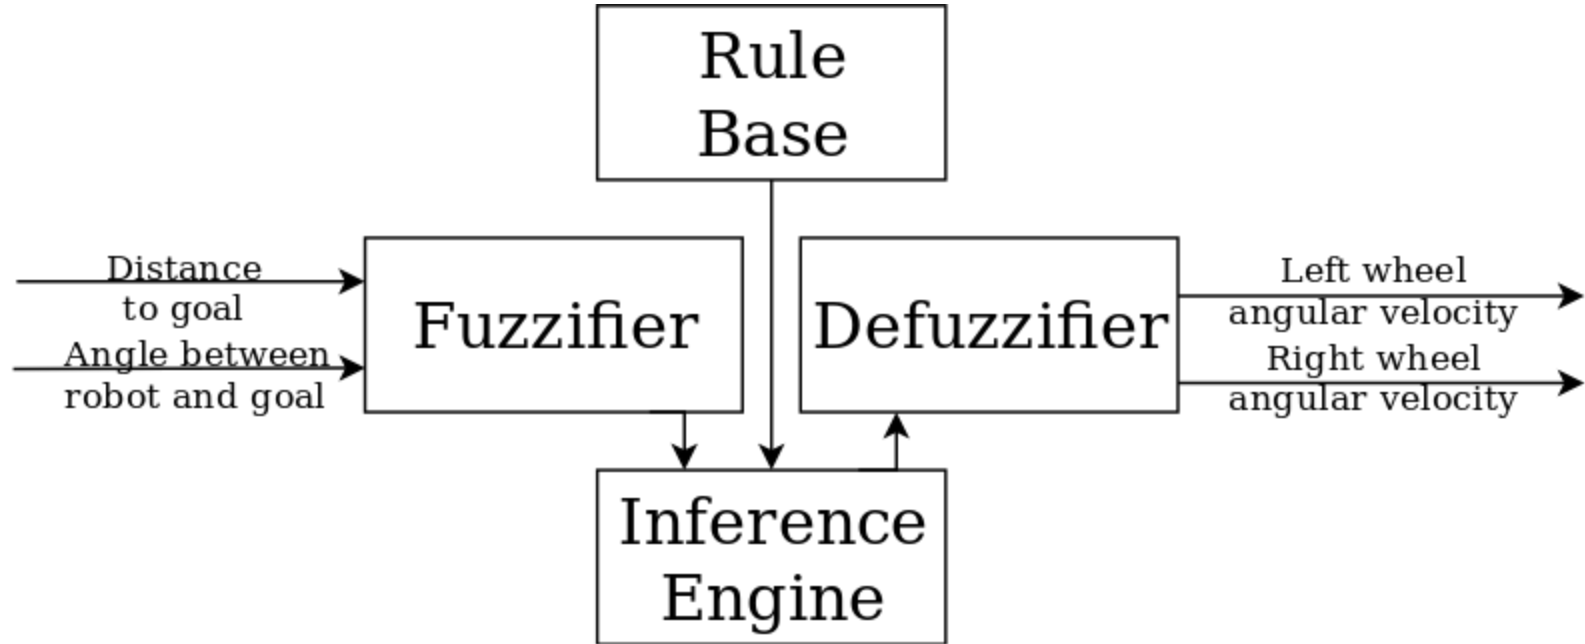 Rule
Base
Distance
to goal
Angle between
robot and goal
Fuzzifier
Defuzzifier
Left wheel
angular velocity
Right wheel
angular velocity
Inference
Engine